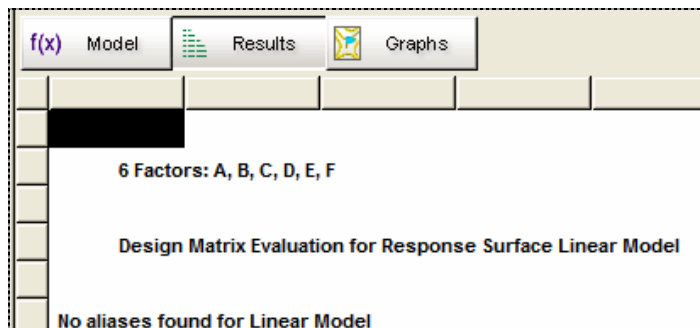 f(x) Model Results Graphs
6 Factors: A, B, C, D, E, F
Design Matrix Evaluation for Response Surface Linear Model
No aliases found for Linear Model